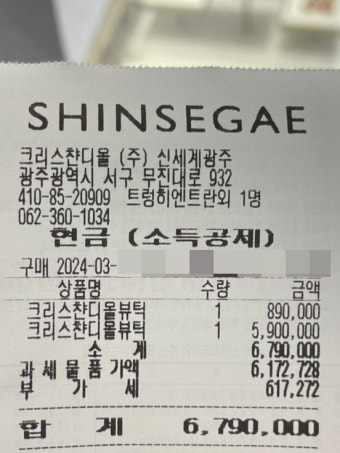 SHINSEGAE
크리스챤디올 (주) 신세계광주
광주광역시 서구 무진대로 932
410-85-20909 트렁히엔트란외 1명
062-360-1034
현금 (소득공제)
구매 2024-03-
상품명 수량 금액
크리스챤디올뷰틱 1 890,000
크리스챤디올뷰틱 1 5,900,000
소 계 6,790,000
과 세 물 품 가 액 6,172,728
부 가 세 617,272
합 계 6,790,000